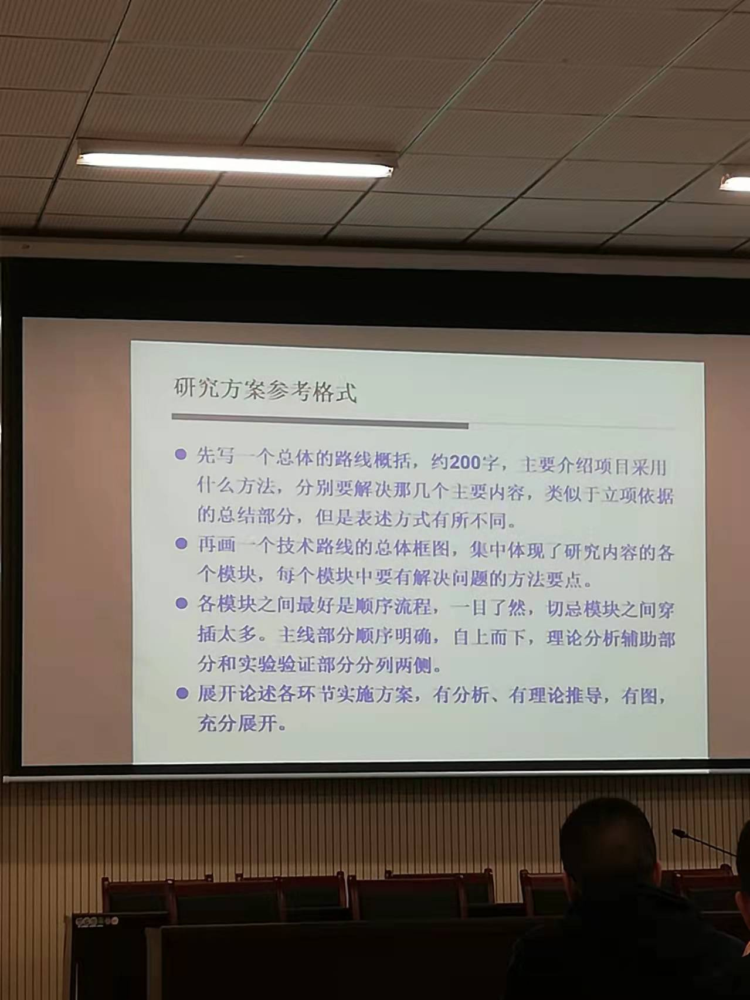 研究方案参考格式
先写一个总体的路线概括，约200字，主要介绍项目采用
什么方法，分别要解决那几个主要内容，类似于立项依据
的总结部分，但是表述方式有所不同。
再画一个技术路线的总体框图，集中体现了研究内容的各
个模块，每个模块中要有解决问题的方法要点。
各模块之间最好是顺序流程，一目了然，切忌模块之间穿
插太多。主线部分顺序明确，自上而下，理论分析辅助部
分和实验验证部分分列两侧。
展开论述各环节实施方案，有分析、有理论推导，有图，
充分展开。